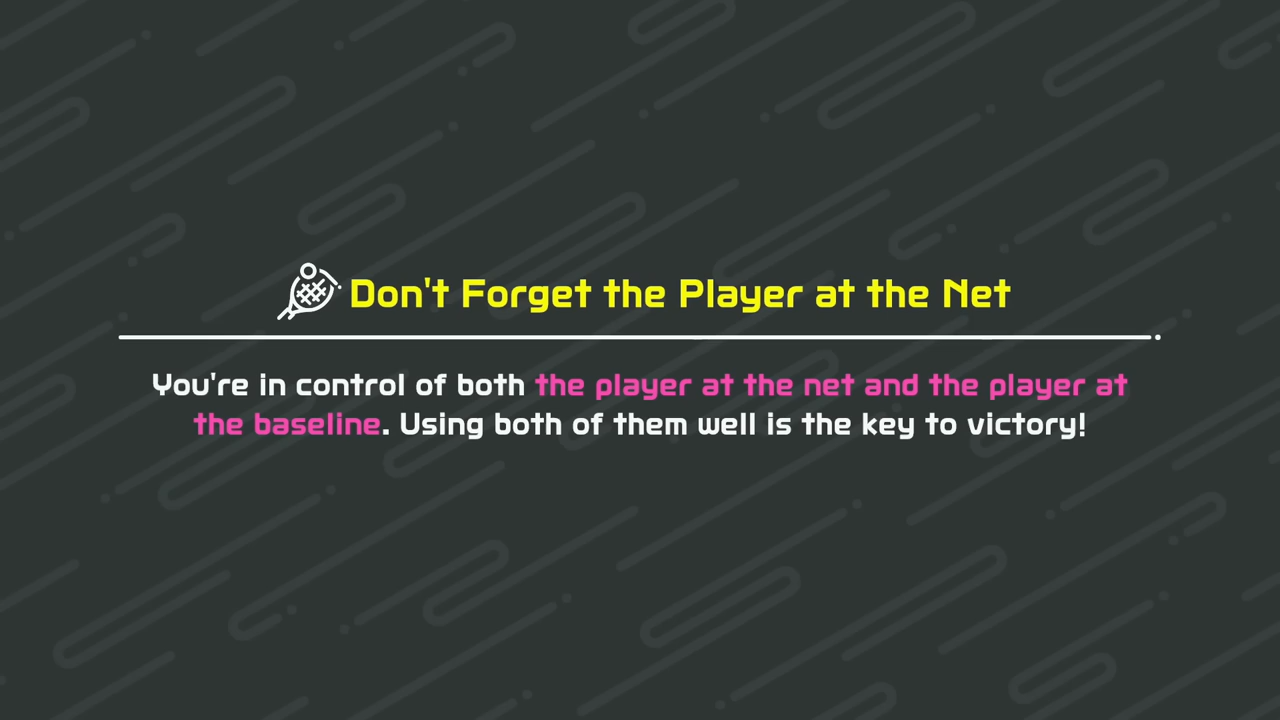 Don't Forget the Player at the Net
You're in control of both the player at the net and the player at
the baseline. Using both of them well is the key to victory!